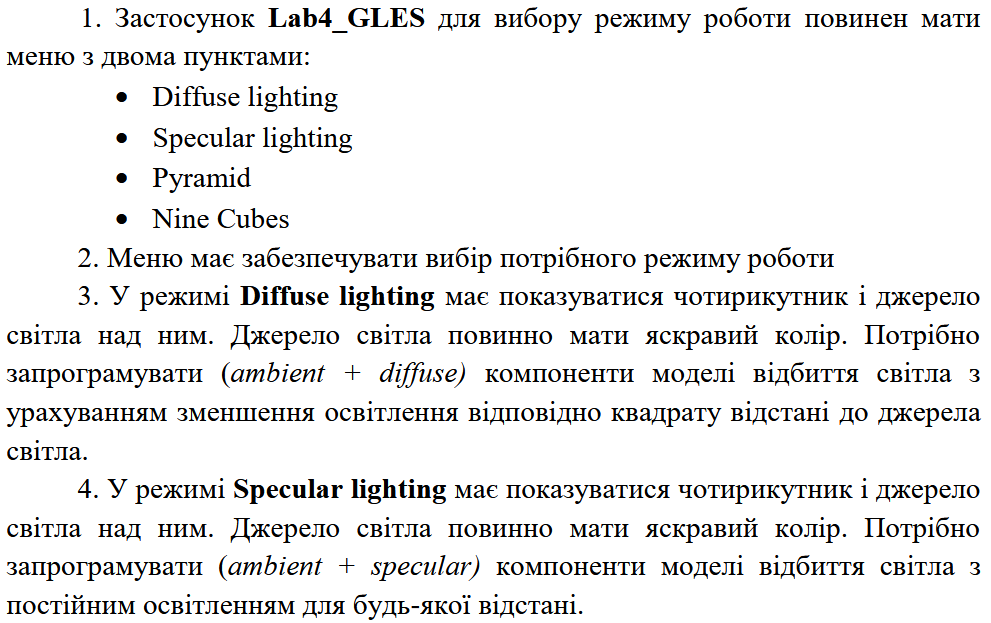 1. Застосунок Lab4_GLES для вибору режиму роботи повинен мати
меню з двома пунктами:
• Diffuse lighting
• Specular lighting
• Pyramid
• Nine Cubes
2. Меню має забезпечувати вибір потрібного режиму роботи
3. У режимі Diffuse lighting має показуватися чотирикутник і джерело
світла над ним. Джерело світла повинно мати яскравий колір. Потрібно
запрограмувати (ambient + diffuse) компоненти моделі відбиття світла з
урахуванням зменшення освітлення відповідно квадрату відстані до джерела
світла.
4. У режимі Specular lighting має показуватися чотирикутник і джерело
світла над ним. Джерело світла повинно мати яскравий колір. Потрібно
запрограмувати (ambient + specular) компоненти моделі відбиття світла з
постійним освітленням для будь-якої відстані.